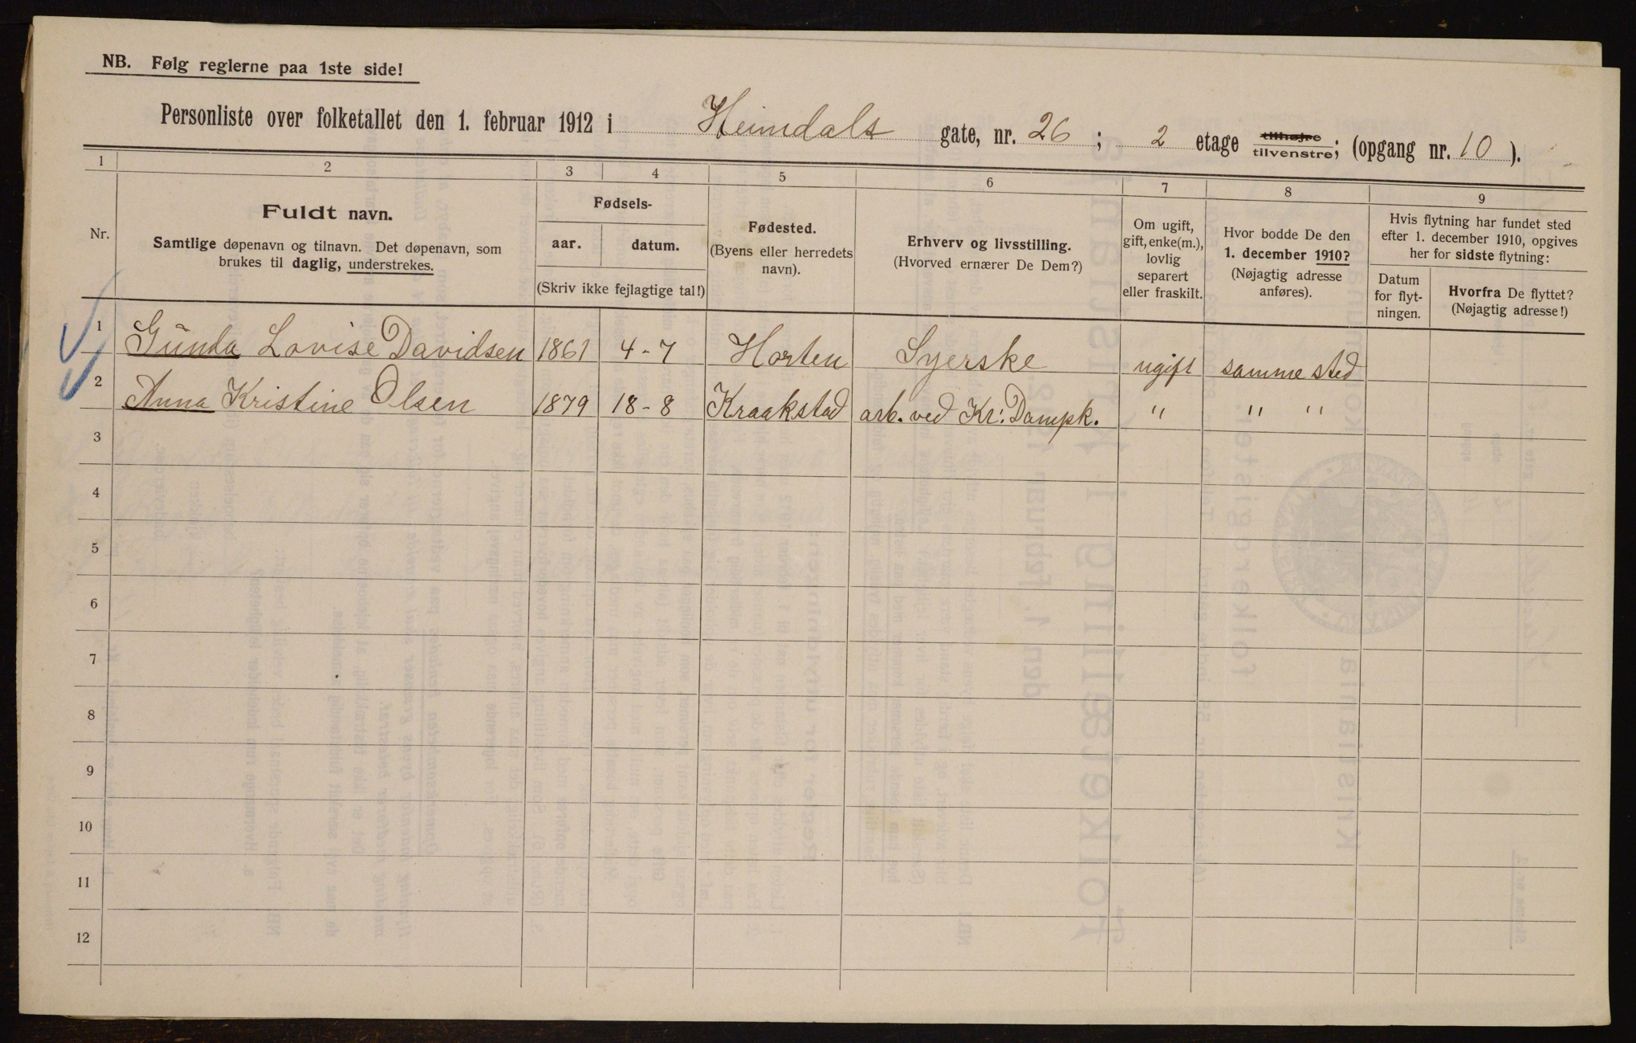 NB. Følg reglerne paa 1ste side!
Personliste over folketallet den 1. februar 1912 i Heimdals gate, nr. 26 ; 2 etage tilhøjre tilvenstre; (opgang nr. 10 ).
1 2 3 4 5 6 7 8 9
Nr.
Fuldt navn.
Samtlige døpenavn og tilnavn. Det døpenavn, som
brukes til daglig, understrekes.
Fødsels-
aar. datum.
(Skriv ikke fejlagtige tal!)
Fødested.
(Byens eller herredets
navn).
Erhverv og livsstilling.
(Hvorved ernærer De Dem?)
Om ugift,
gift, enke(m.),
lovlig
separert
eller fraskilt.
Hvor bodde De den
1. december 1910?
(Nøjagtig adresse
anføres).
Hvis flytning har fundet sted
efter 1. december 1910, opgives
her for sidste flytning:
Datum
for flyt-
ningen.
Hvorfra De flyttet?
(Nøjagtig adresse!)
1 Gunda Lovise Davidsen 1861 4-7 Horten Syerske ugift samme sted
2 Anna Kristine Olsen 1879 18-8 Kraakstad arb. ved Kr: Dampk. " " "
3
4
5
6
7
8
9
10
11
12